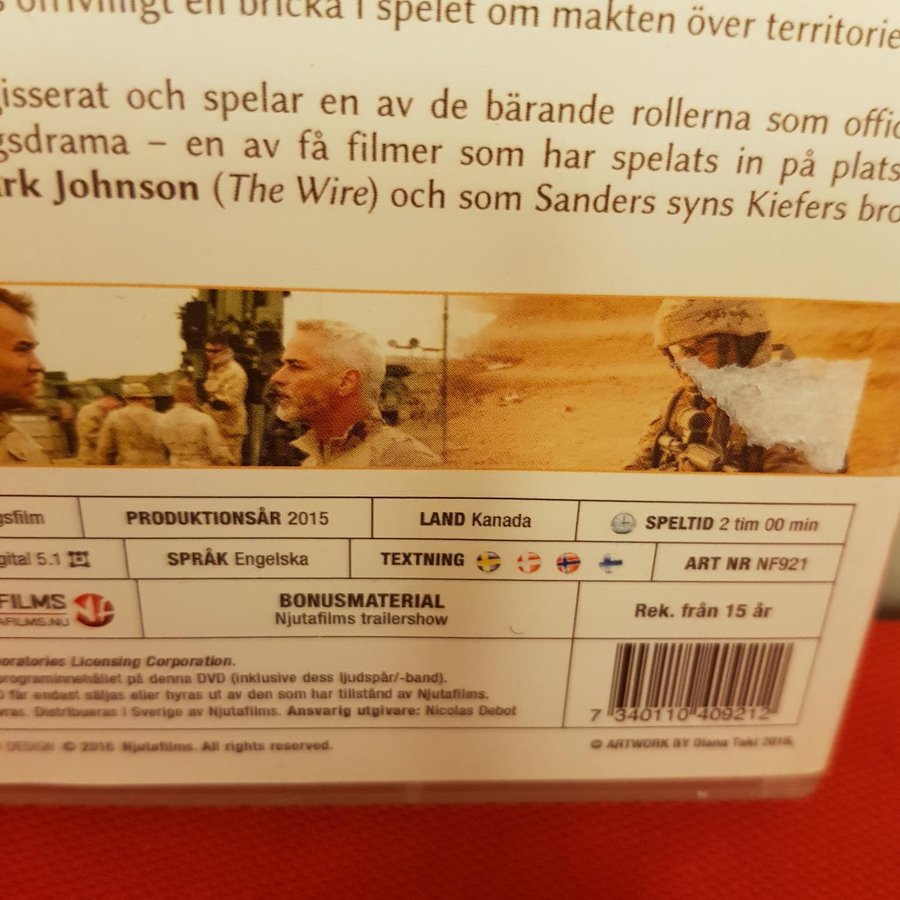 omvilligt en bricka i spelet om makten över territorie
isserat och spelar en av de bärande rollerna som offic
gsdrama – en av få filmer som har spelats in på plats
rk Johnson (The Wire) och som Sanders syns Kiefers bro
gsfilm PRODUKTIONSÅR 2015 LAND Kanada SPELTID 2 tim 00 min
gital 5.1 SPRÅK Engelska TEXTNING ART NR NF921
FILMS
AFILMS.NU
BONUSMATERIAL
Njutafilms trailershow
Rek. från 15 år
oratories Licensing Corporation.
programinnehållet på denna DVD (inklusive dess ljudspår/-band).
får endast säljas eller hyras ut av den som har tillstånd av Njutafilms.
Distribueras i Sverige av Njutafilms. Ansvarig utgivare: Nicolas Debot
7 340110 409212
DESIGN © 2016 Njutafilms. All rights reserved.
© ARTWORK BY Diana Taki 2016.